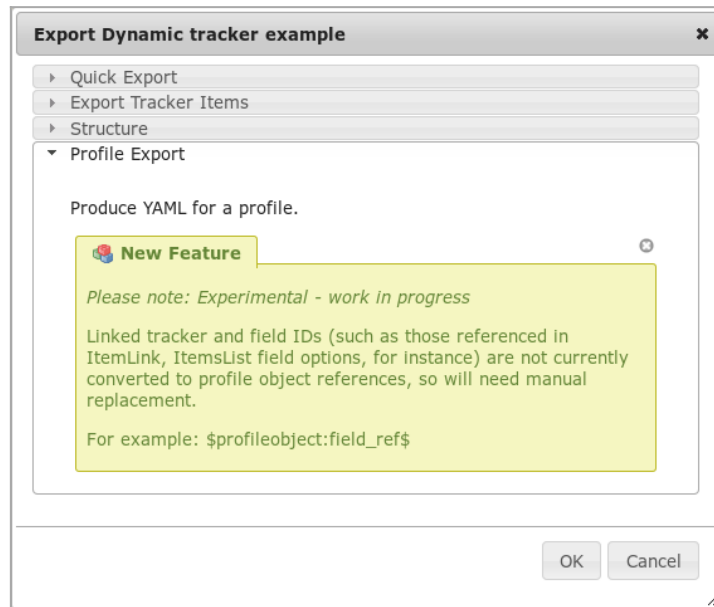 Export Dynamic tracker example
Quick Export
Export Tracker Items
Structure
Profile Export
Produce YAML for a profile.
New Feature
Please note: Experimental - work in progress
Linked tracker and field IDs (such as those referenced in
ItemLink, ItemsList field options, for instance) are not currently
converted to profile object references, so will need manual
replacement.
For example: $profileobject:field_ref$
OK Cancel